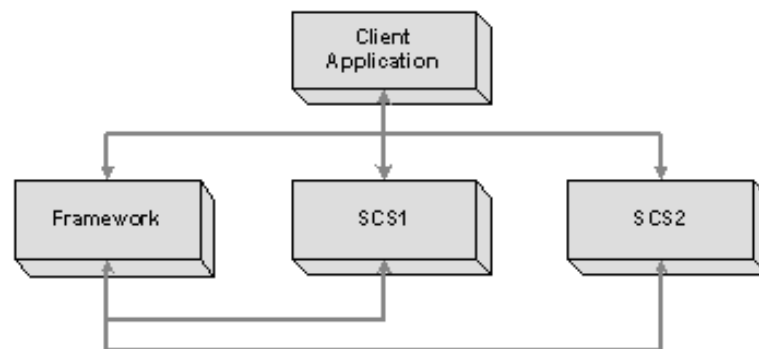 Client
Application
Framework
SCS1
SCS2